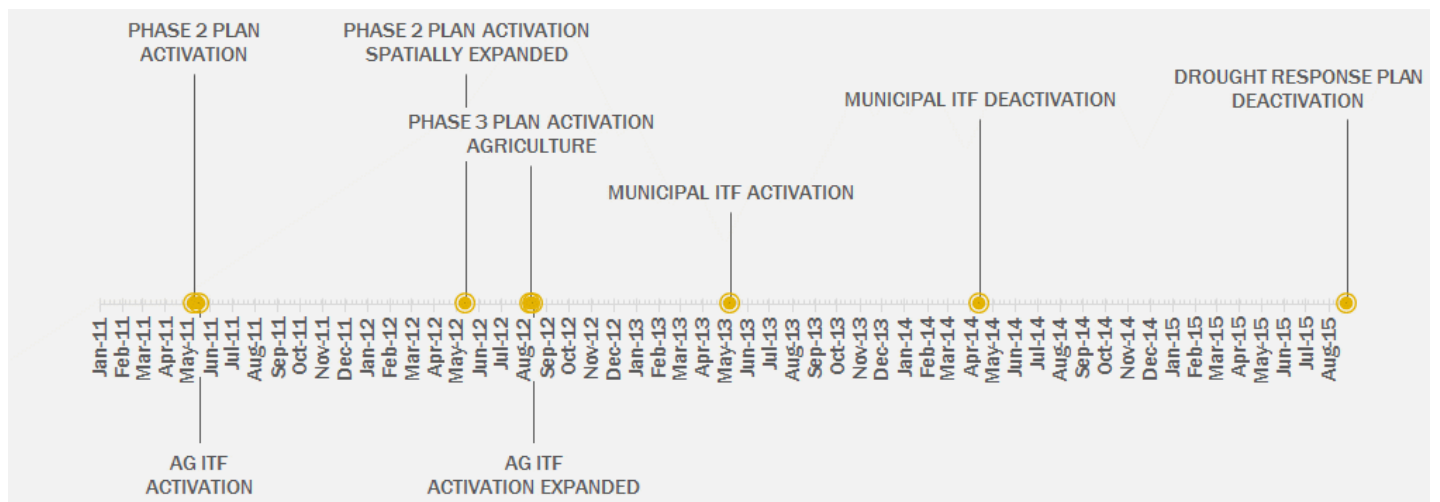 PHASE 2 PLAN
ACTIVATION
PHASE 2 PLAN ACTIVATION
SPATIALLY EXPANDED
PHASE 3 PLAN ACTIVATION
AGRICULTURE
MUNICIPAL ITF ACTIVATION
MUNICIPAL ITF DEACTIVATION
DROUGHT RESPONSE PLAN
DEACTIVATION
Jan-11
Feb-11
Mar-11
Apr-11
May-11
Jun-11
Jul-11
Aug-11
Sep-11
Oct-11
Nov-11
Dec-11
Jan-12
Feb-12
Mar-12
Apr-12
May-12
Jun-12
Jul-12
Aug-12
Sep-12
Oct-12
Nov-12
Dec-12
Jan-13
Feb-13
Mar-13
Apr-13
May-13
Jun-13
Jul-13
Aug-13
Sep-13
Oct-13
Nov-13
Dec-13
Jan-14
Feb-14
Mar-14
Apr-14
May-14
Jun-14
Jul-14
Aug-14
Sep-14
Oct-14
Nov-14
Dec-14
Jan-15
Feb-15
Mar-15
Apr-15
May-15
Jun-15
Jul-15
Aug-15
AG ITF
ACTIVATION
AG ITF
ACTIVATION EXPANDED